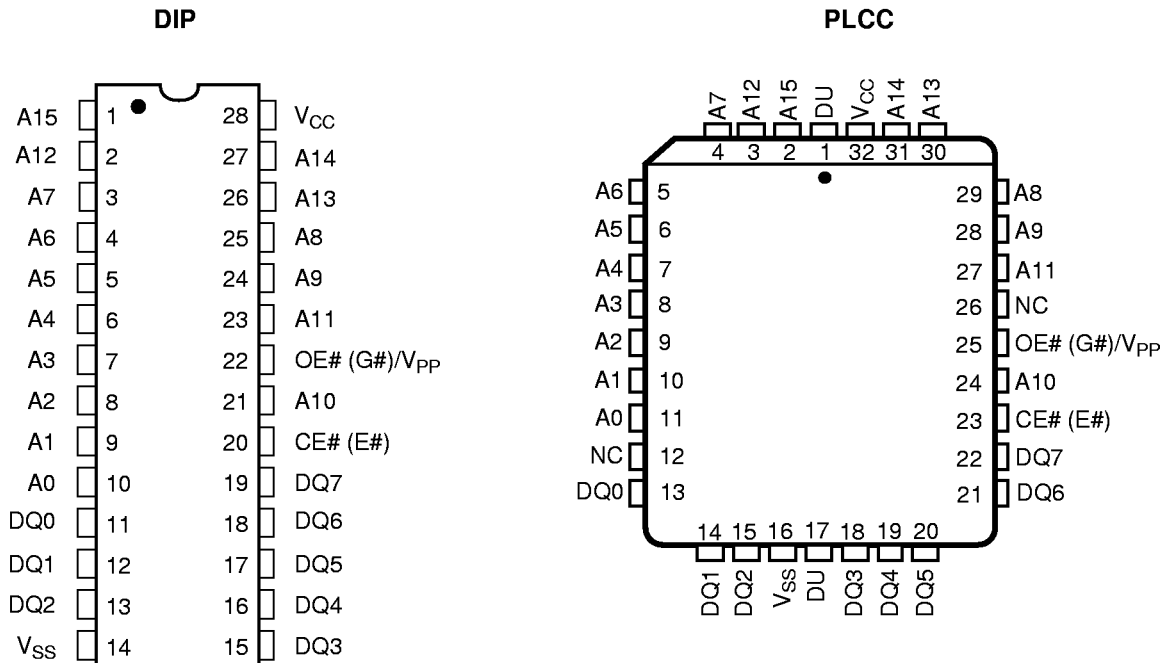 DIP
A15 1 28 VCC
A12 2 27 A14
A7 3 26 A13
A6 4 25 A8
A5 5 24 A9
A4 6 23 A11
A3 7 22 OE# (G#)/VPP
A2 8 21 A10
A1 9 20 CE# (E#)
A0 10 19 DQ7
DQ0 11 18 DQ6
DQ1 12 17 DQ5
DQ2 13 16 DQ4
VSS 14 15 DQ3
PLCC
A7 A12 A15 DU VCC A14 A13
4 3 2 1 32 31 30
A6 5 29 A8
A5 6 28 A9
A4 7 27 A11
A3 8 26 NC
A2 9 25 OE# (G#)/VPP
A1 10 24 A10
A0 11 23 CE# (E#)
NC 12 22 DQ7
DQ0 13 21 DQ6
14 15 16 17 18 19 20
DQ1 DQ2 VSS DU DQ3 DQ4 DQ5